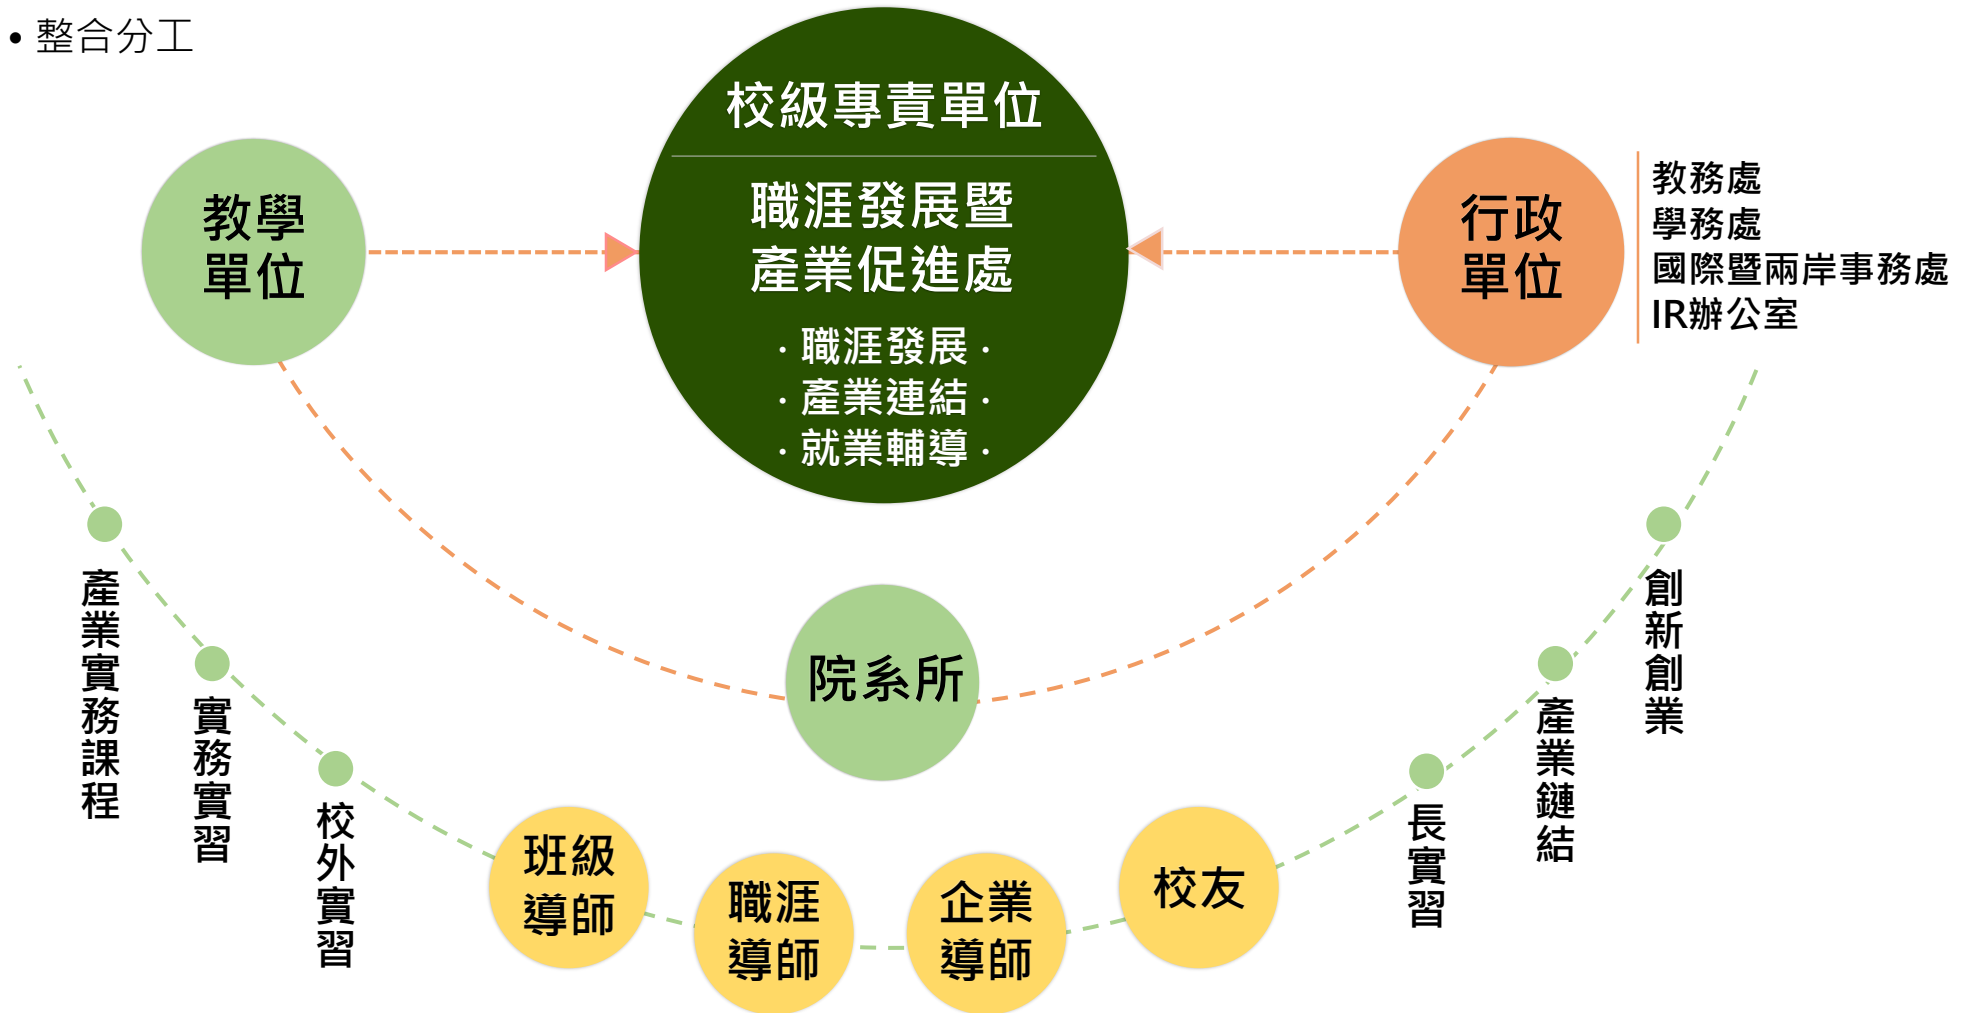 • 整合分工
校級專責單位
職涯發展暨
產業促進處
· 職涯發展 ·
· 產業連結 ·
· 就業輔導 ·
教學
單位
行政
單位
教務處
學務處
國際暨兩岸事務處
IR辦公室
院系所
產業實務課程
實務實習
校外實習
班級
導師
職涯
導師
企業
導師
校友
長實習
產業鏈結
創新創業